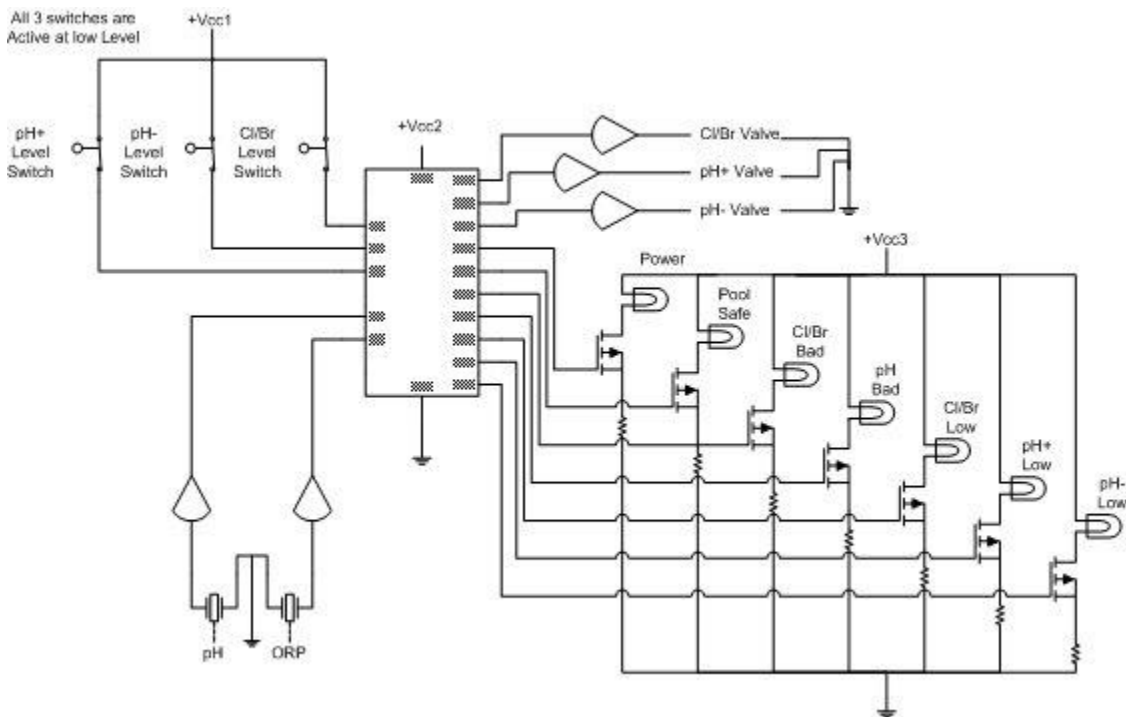 All 3 switches are
Active at low Level
+Vcc1
pH+
Level
Switch
pH-
Level
Switch
Cl/Br
Level
Switch
+Vcc2
Cl/Br Valve
pH+ Valve
pH- Valve
+Vcc3
Power
Pool
Safe
Cl/Br
Bad
pH
Bad
Cl/Br
Low
pH+
Low
pH-
Low
pH
ORP